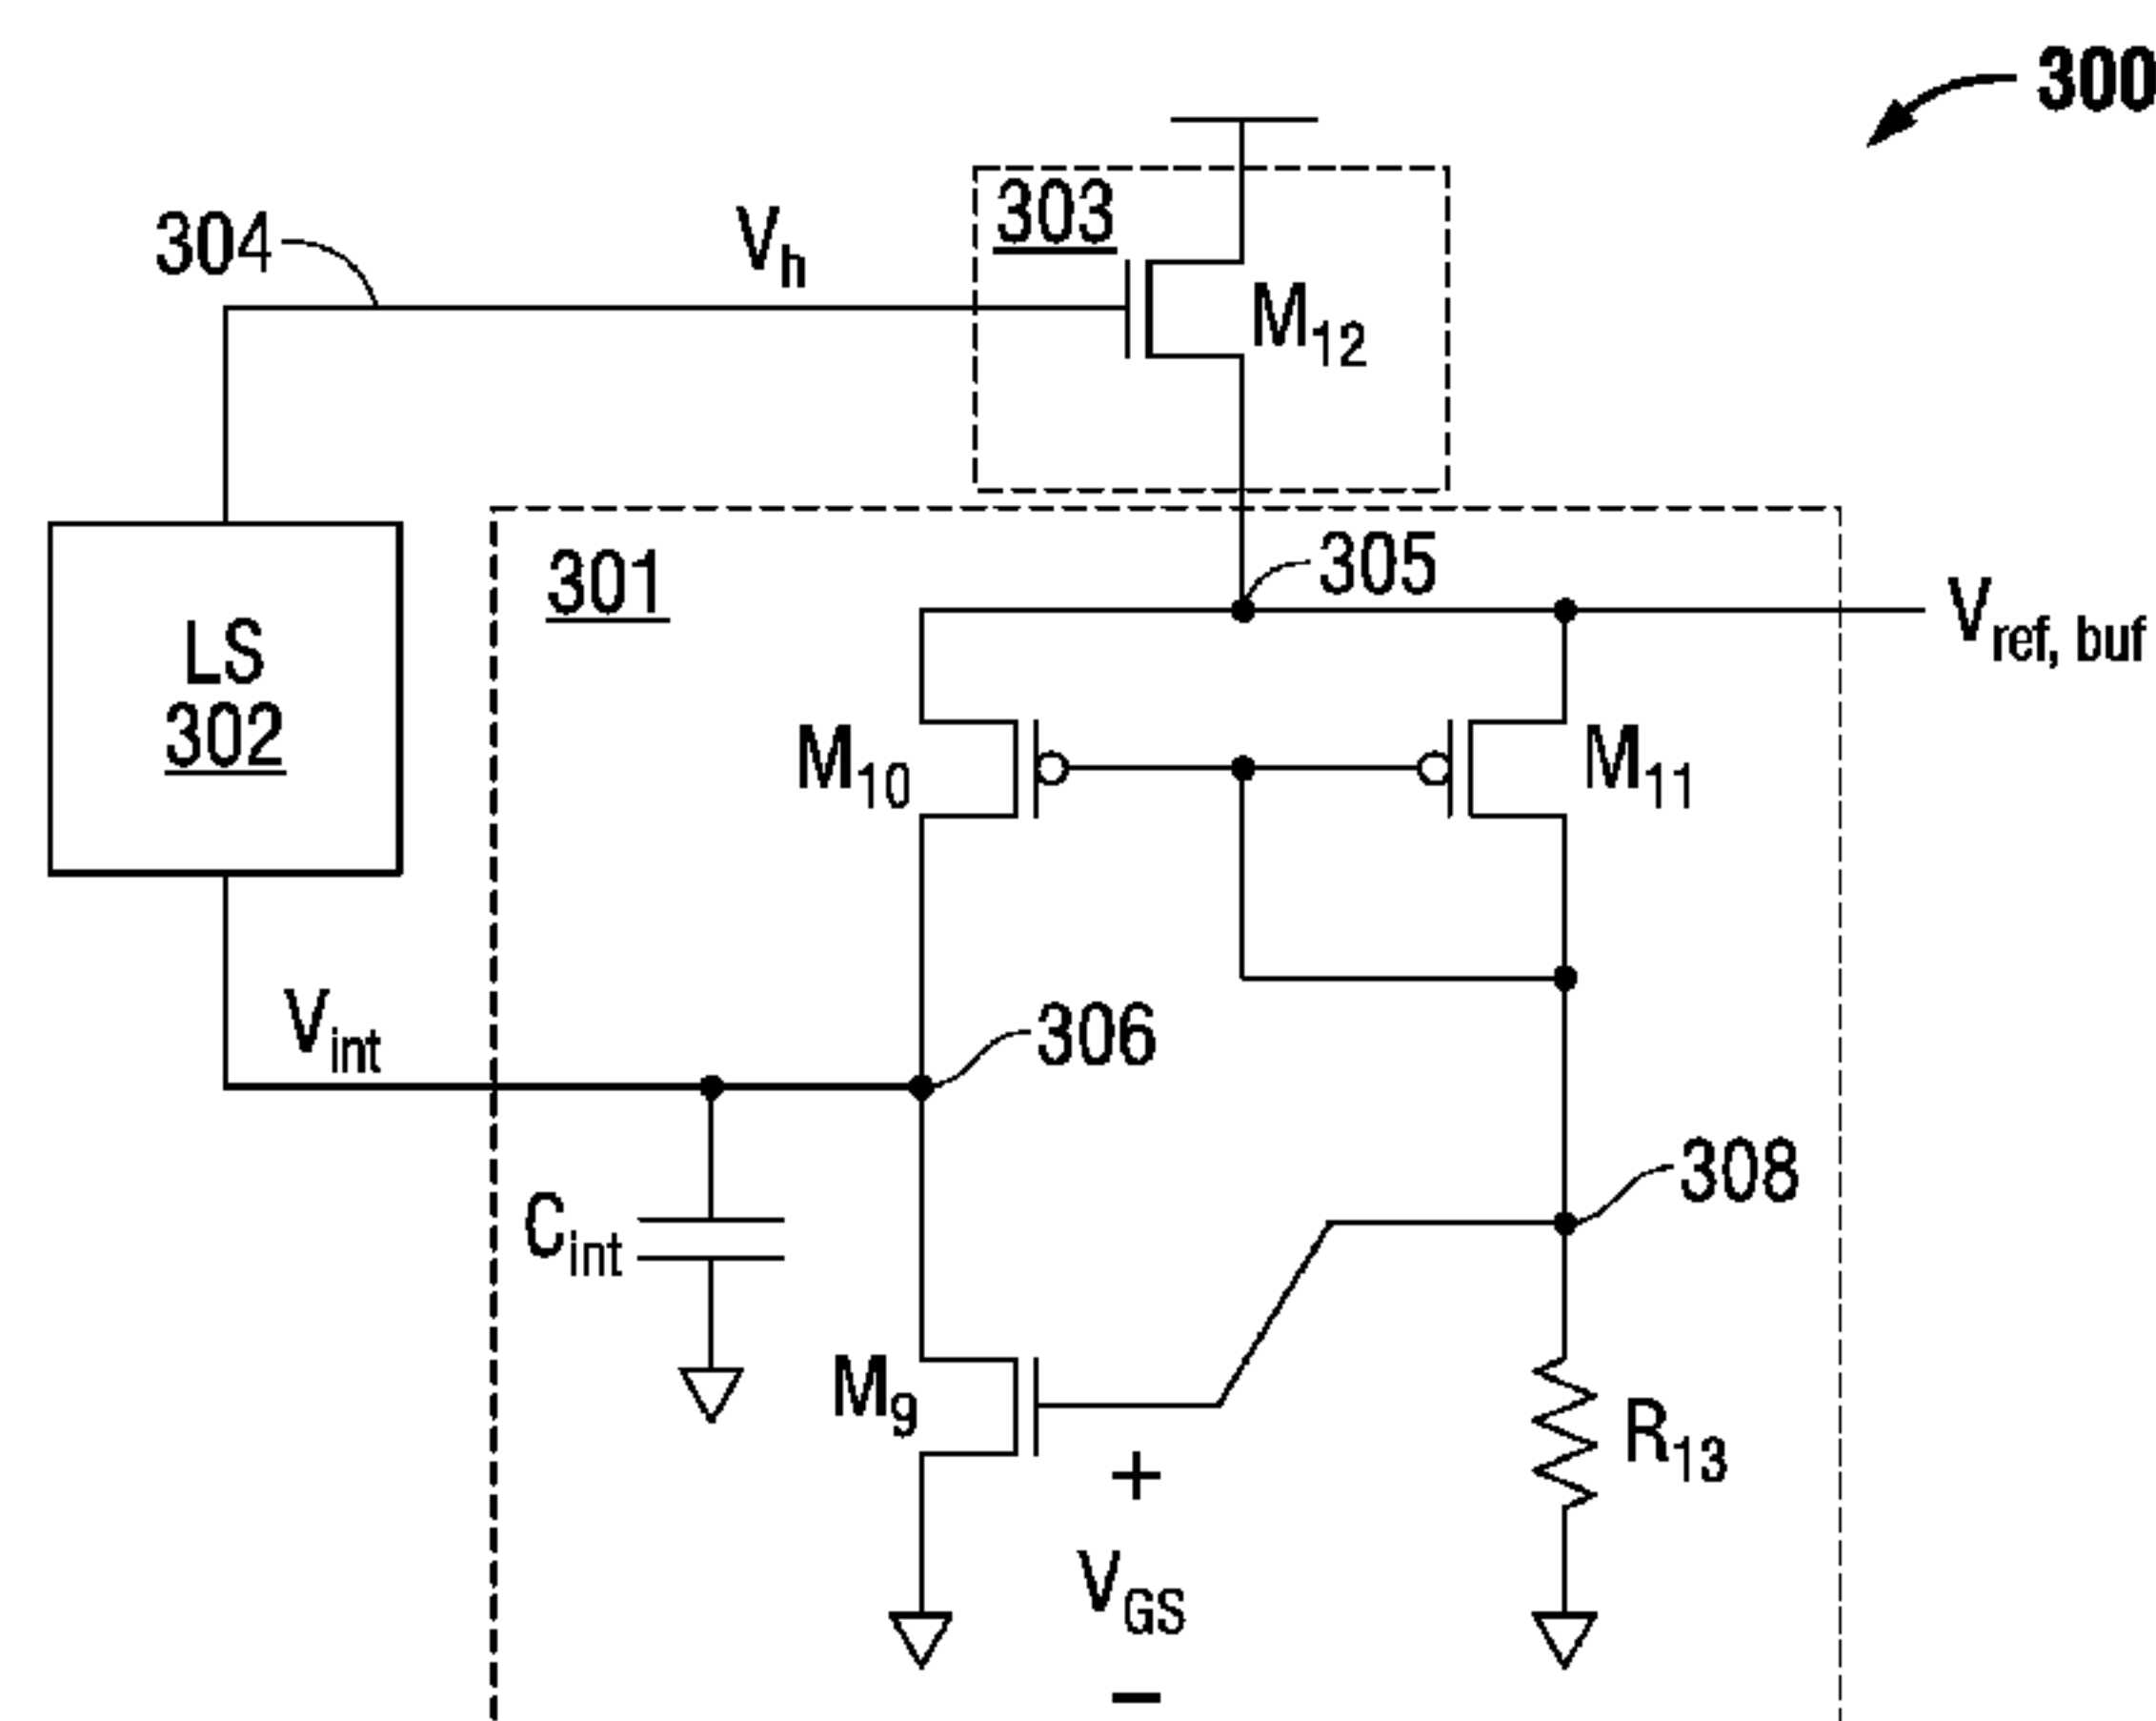 300
303
304
Vh
M12
305
301
Vref, buf
LS
302
M10
M11
Vint
306
308
Cint
M9
R13
+
VGS
−